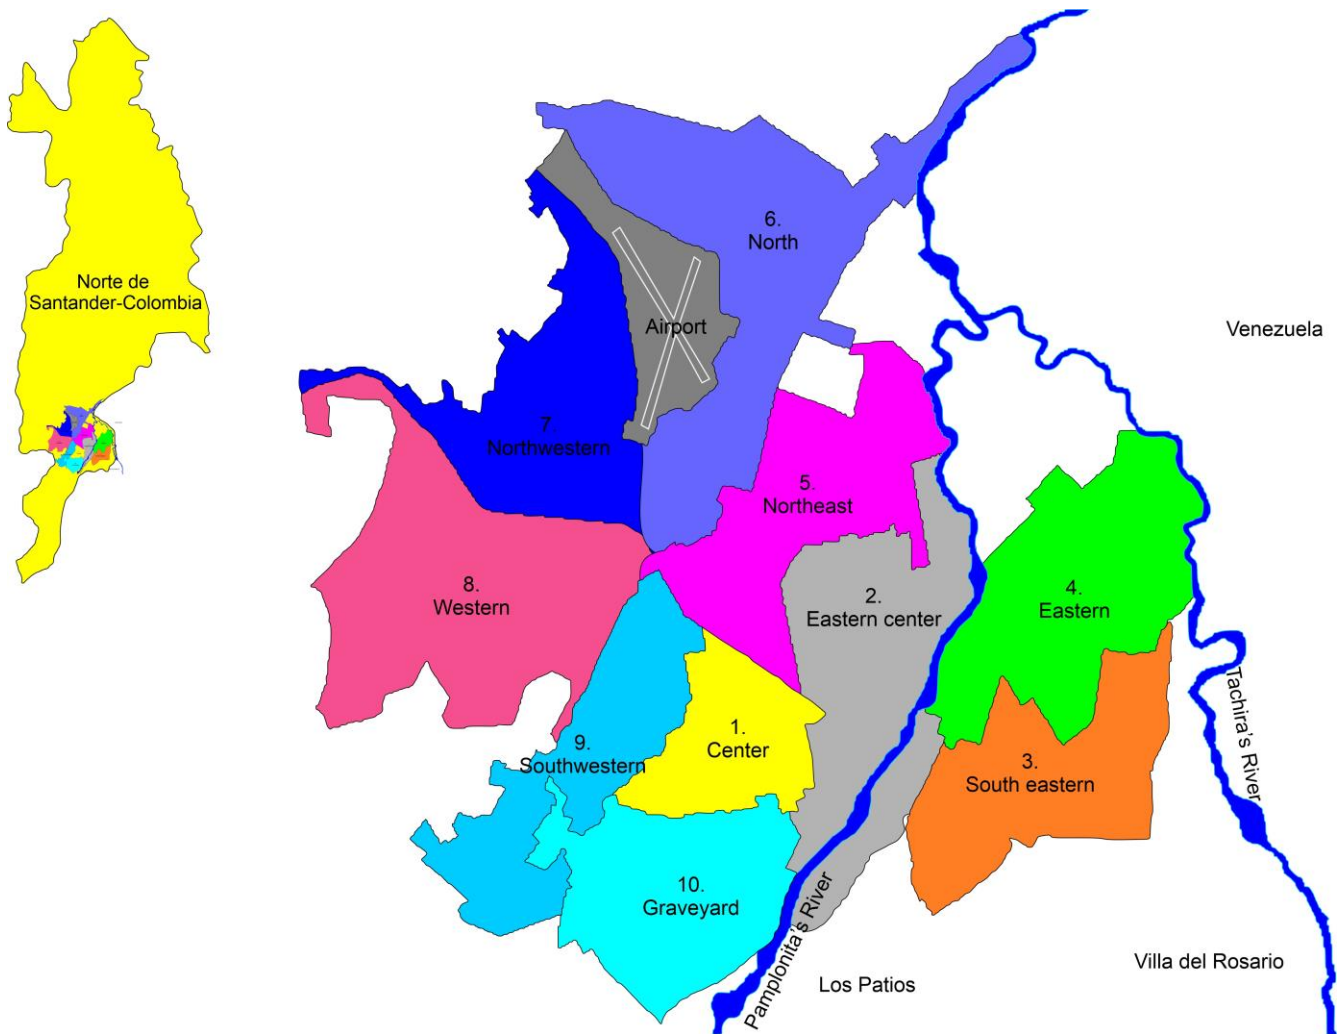 Norte de
Santander-Colombia
6.
North
Airport
Venezuela
7.
Northwestern
5.
Northeast
8.
Western
2.
Eastern center
4.
Eastern
1.
Center
9.
Southwestern
3.
South eastern
Tachira's River
10.
Graveyard
Pamplonita's River
Los Patios
Villa del Rosario